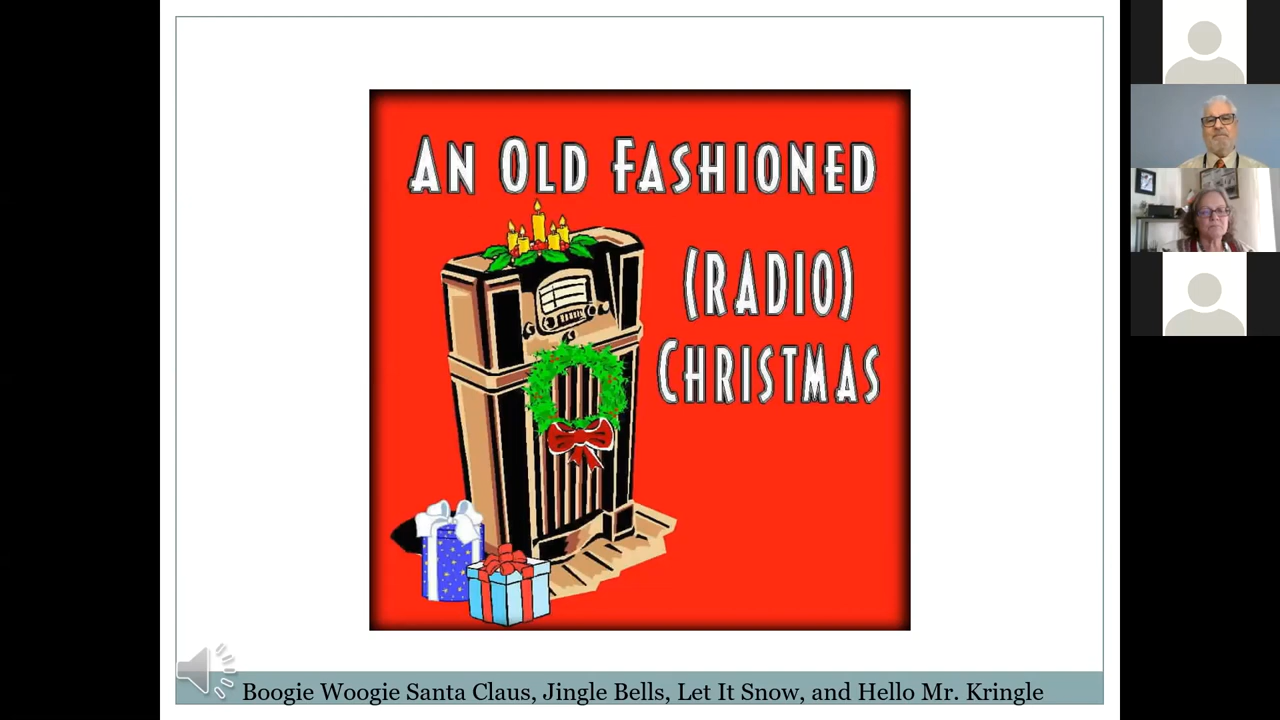 An Old Fashioned
(Radio)
Christmas
Boogie Woogie Santa Claus, Jingle Bells, Let It Snow, and Hello Mr. Kringle